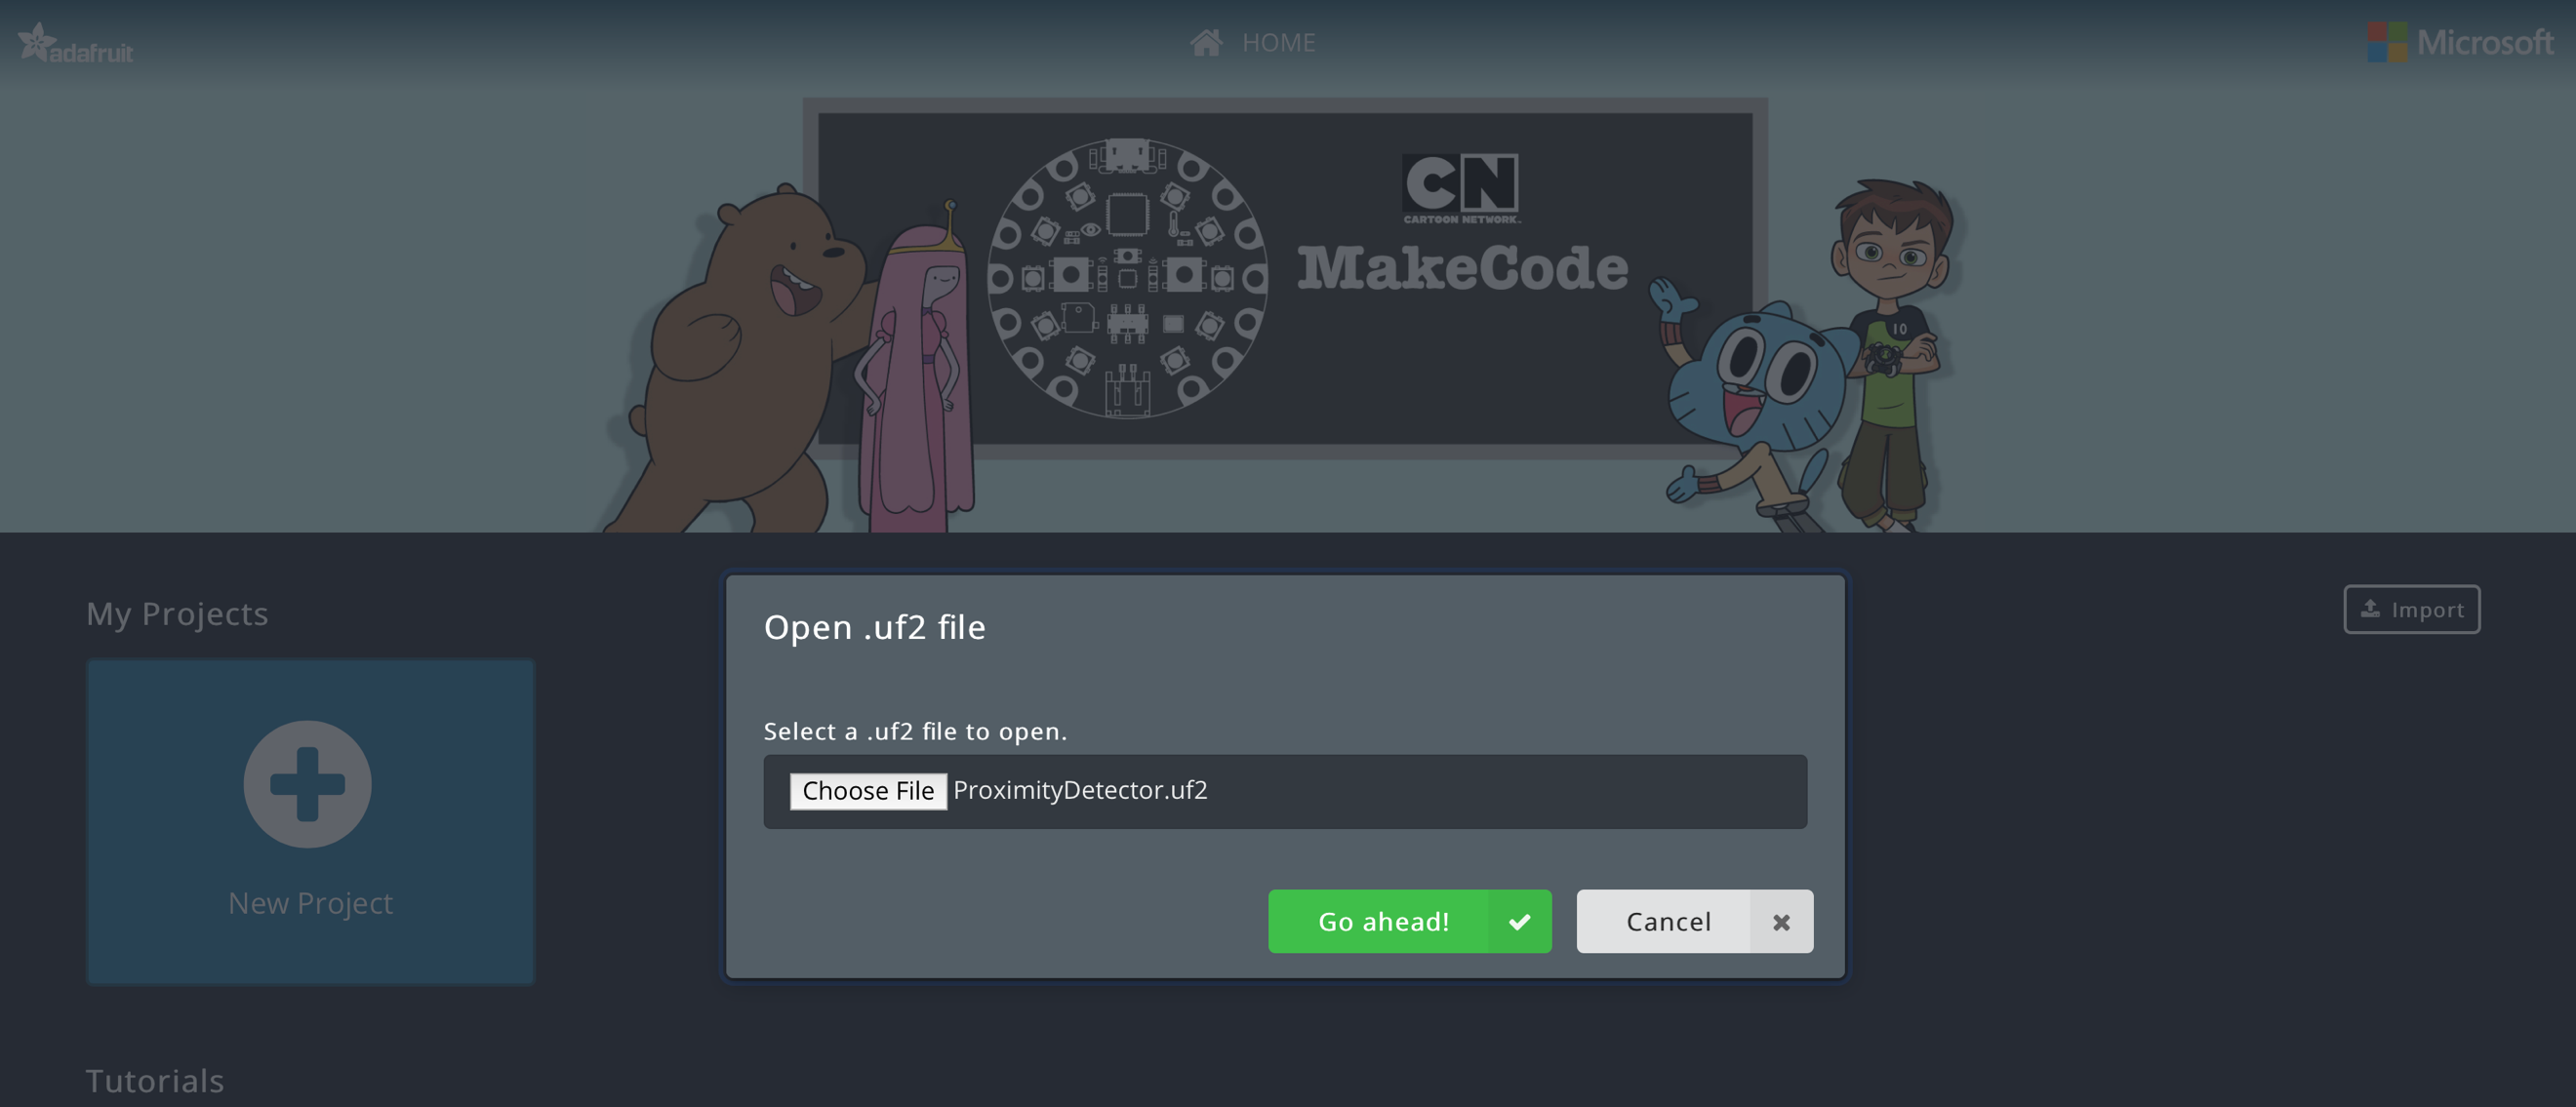 adafruit
HOME
Microsoft
CN
CARTOON NETWORK
MakeCode
10
My Projects
Import
Open .uf2 file
Select a .uf2 file to open.
Choose File ProximityDetector.uf2
New Project
Go ahead!
Cancel
Tutorials